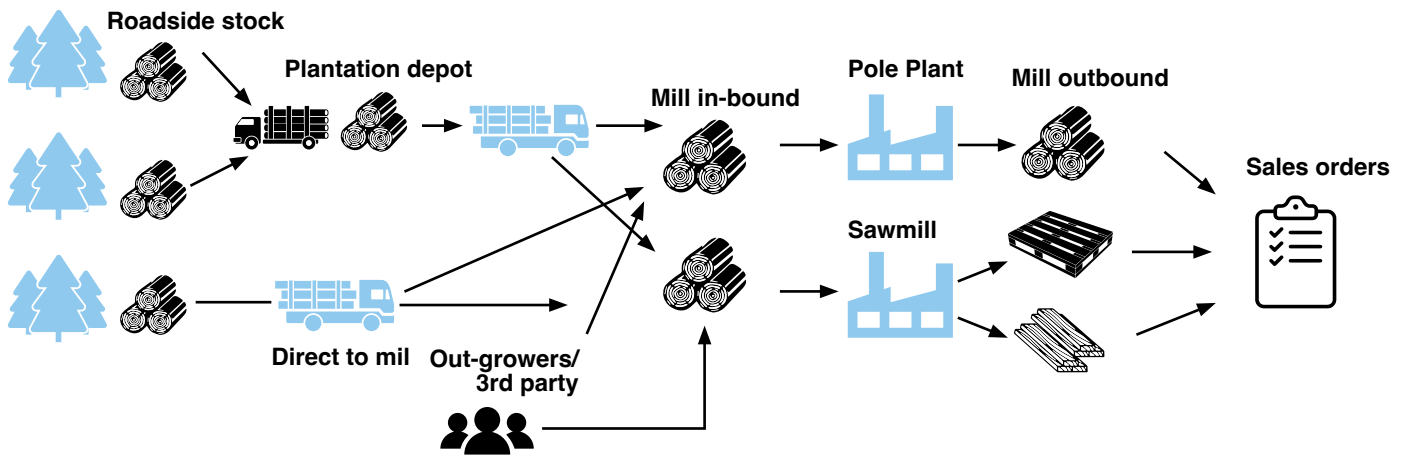 Roadside stock
Plantation depot
Mill in-bound
Pole Plant
Mill outbound
Sales orders
Sawmill
Direct to mil
Out-growers/
3rd party